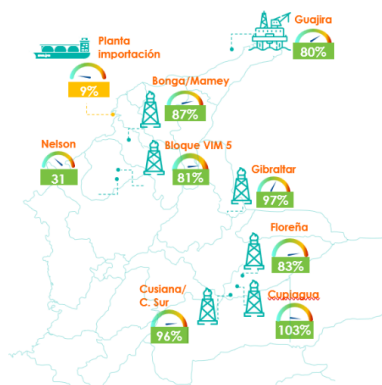 Guajira
80%
Planta
importación
9%
Bonga/Mamey
87%
Nelson
31
Bloque VIM 5
81%
Gibraltar
97%
Floreña
83%
Cusiana/
C. Sur
96%
Cupiagua
103%